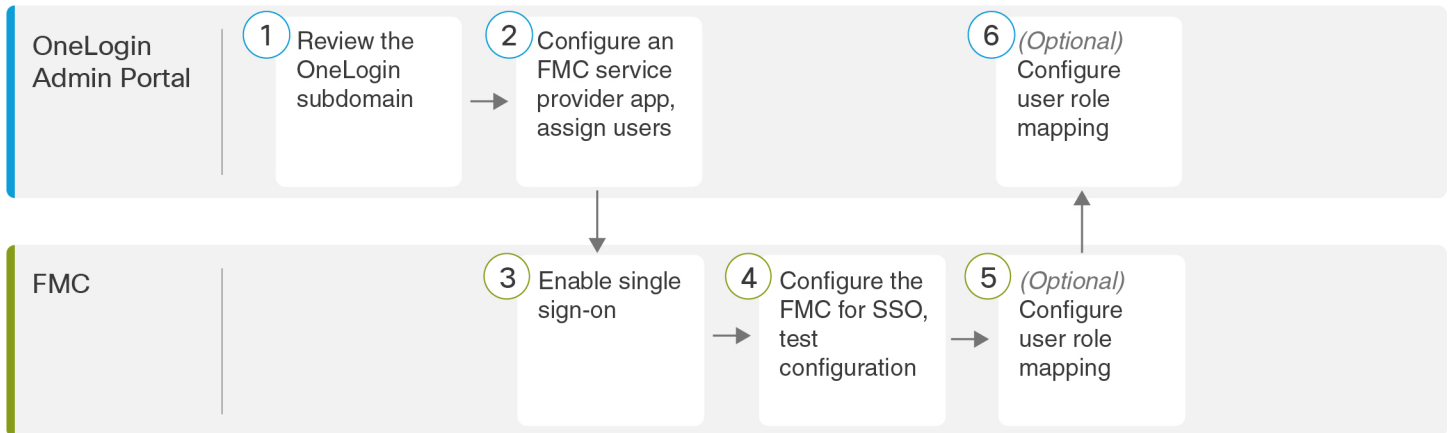 OneLogin
Admin Portal
1
Review the
OneLogin
subdomain
2
Configure an
FMC service
provider app,
assign users
6
(Optional)
Configure
user role
mapping
FMC
3
Enable single
sign-on
4
Configure the
FMC for SSO,
test
configuration
5
(Optional)
Configure
user role
mapping